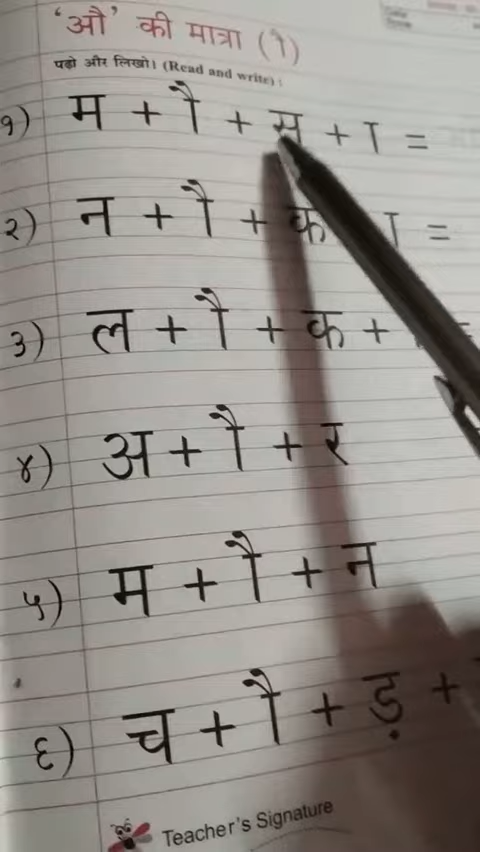 'औ' की मात्रा (ौ)
पढ़ो और लिखो। (Read and write) :
१) म + ौ + स + ा =
२) न + ौ + क ा =
३) ल + ौ + क +
४) अ + ौ + र
५) म + ौ + न
६) च + ौ + ड़ +
Teacher's Signature